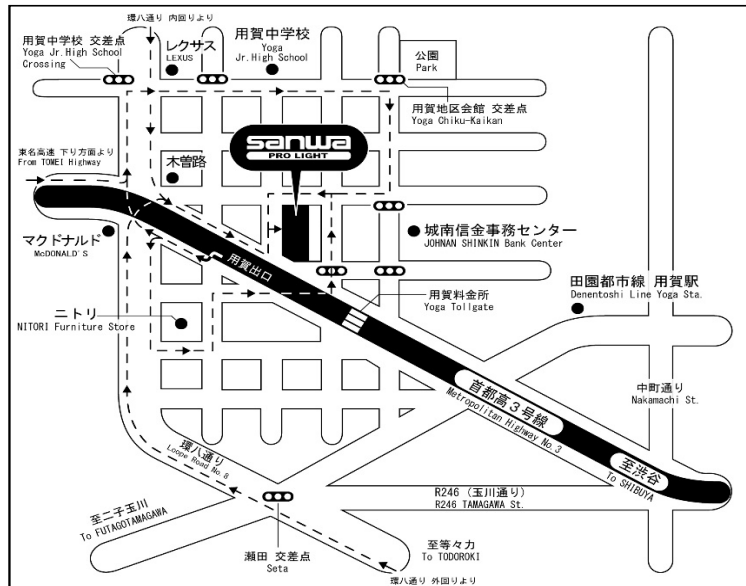 環八通り 内回りより
用賀中学校 交差点
Yoga Jr.High School
Crossing
レクサス
LEXUS
用賀中学校
Yoga
Jr.High School
公園
Park
用賀地区会館 交差点
Yoga Chiku-Kaikan
sanwa
PRO LIGHT
東名高速 下り方面より
From TOMEI Highway
木曽路
マクドナルド
McDONALD'S
用賀出口
城南信金事務センター
JOHNAN SHINKIN Bank Center
田園都市線 用賀駅
Denentoshi Line Yoga Sta.
用賀料金所
Yoga Tollgate
ニトリ
NITORI Furniture Store
中町通り
Nakamachi St.
首都高3号線
Metropolitan Highway No.3
至渋谷
To SHIBUYA
環八通り
Loope Road No.8
R246 (玉川通り)
R246 TAMAGAWA St.
至二子玉川
To FUTAGOTAMAGAWA
瀬田 交差点
Seta
至等々力
To TODOROKI
環八通り 外回りより